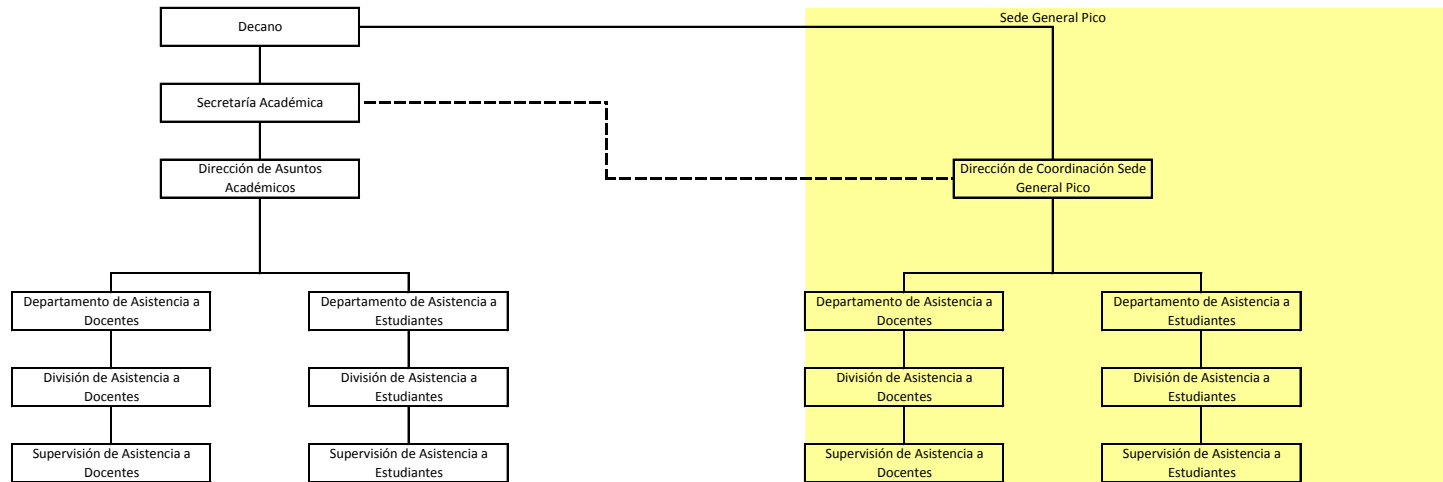 Sede General Pico
Decano
Secretaría Académica
Dirección de Asuntos
Académicos
Dirección de Coordinación Sede
General Pico
Departamento de Asistencia a
Docentes
Departamento de Asistencia a
Estudiantes
Departamento de Asistencia a
Docentes
Departamento de Asistencia a
Estudiantes
División de Asistencia a
Docentes
División de Asistencia a
Estudiantes
División de Asistencia a
Docentes
División de Asistencia a
Estudiantes
Supervisión de Asistencia a
Docentes
Supervisión de Asistencia a
Estudiantes
Supervisión de Asistencia a
Docentes
Supervisión de Asistencia a
Estudiantes